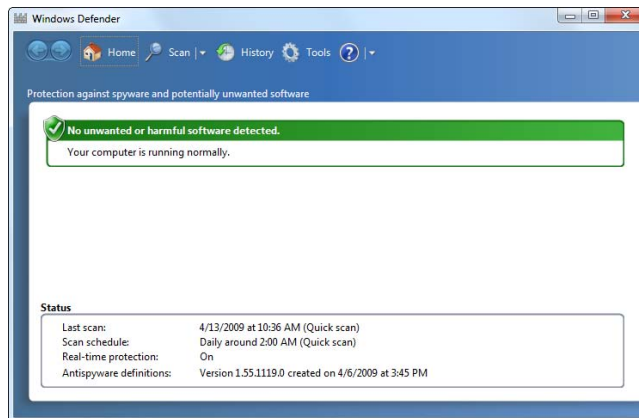 Windows Defender
Home Scan History Tools
Protection against spyware and potentially unwanted software
No unwanted or harmful software detected.
Your computer is running normally.
Status
Last scan: 4/13/2009 at 10:36 AM (Quick scan)
Scan schedule: Daily around 2:00 AM (Quick scan)
Real-time protection: On
Antispyware definitions: Version 1.55.1119.0 created on 4/6/2009 at 3:45 PM